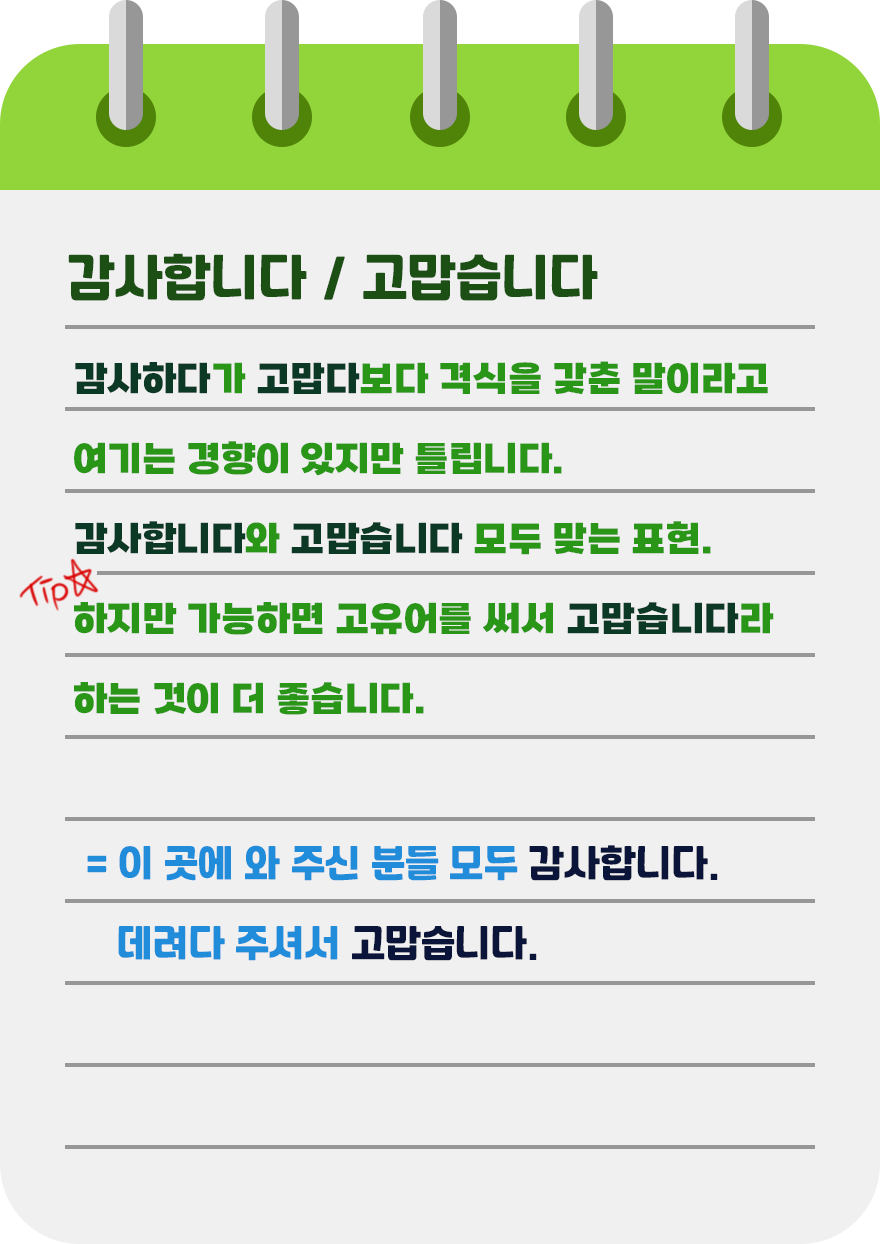 감사합니다 / 고맙습니다
감사하다가 고맙다보다 격식을 갖춘 말이라고
여기는 경향이 있지만 틀립니다.
감사합니다와 고맙습니다 모두 맞는 표현.
Tip☆
하지만 가능하면 고유어를 써서 고맙습니다라
하는 것이 더 좋습니다.
= 이 곳에 와 주신 분들 모두 감사합니다.
데려다 주셔서 고맙습니다.